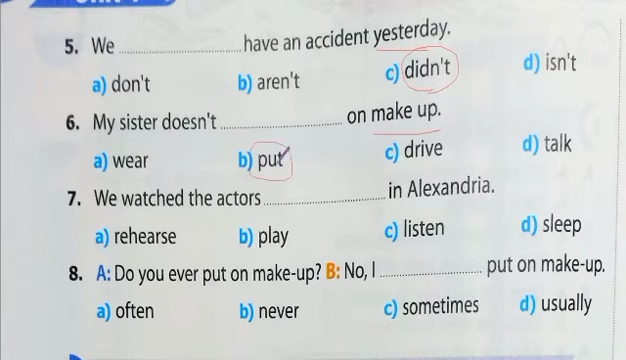 5. We ........................ have an accident yesterday.
a) don't b) aren't c) didn't d) isn't
6. My sister doesn't ........................ on make up.
a) wear b) put c) drive d) talk
7. We watched the actors ........................ in Alexandria.
a) rehearse b) play c) listen d) sleep
8. A: Do you ever put on make-up? B: No, I ........................ put on make-up.
a) often b) never c) sometimes d) usually